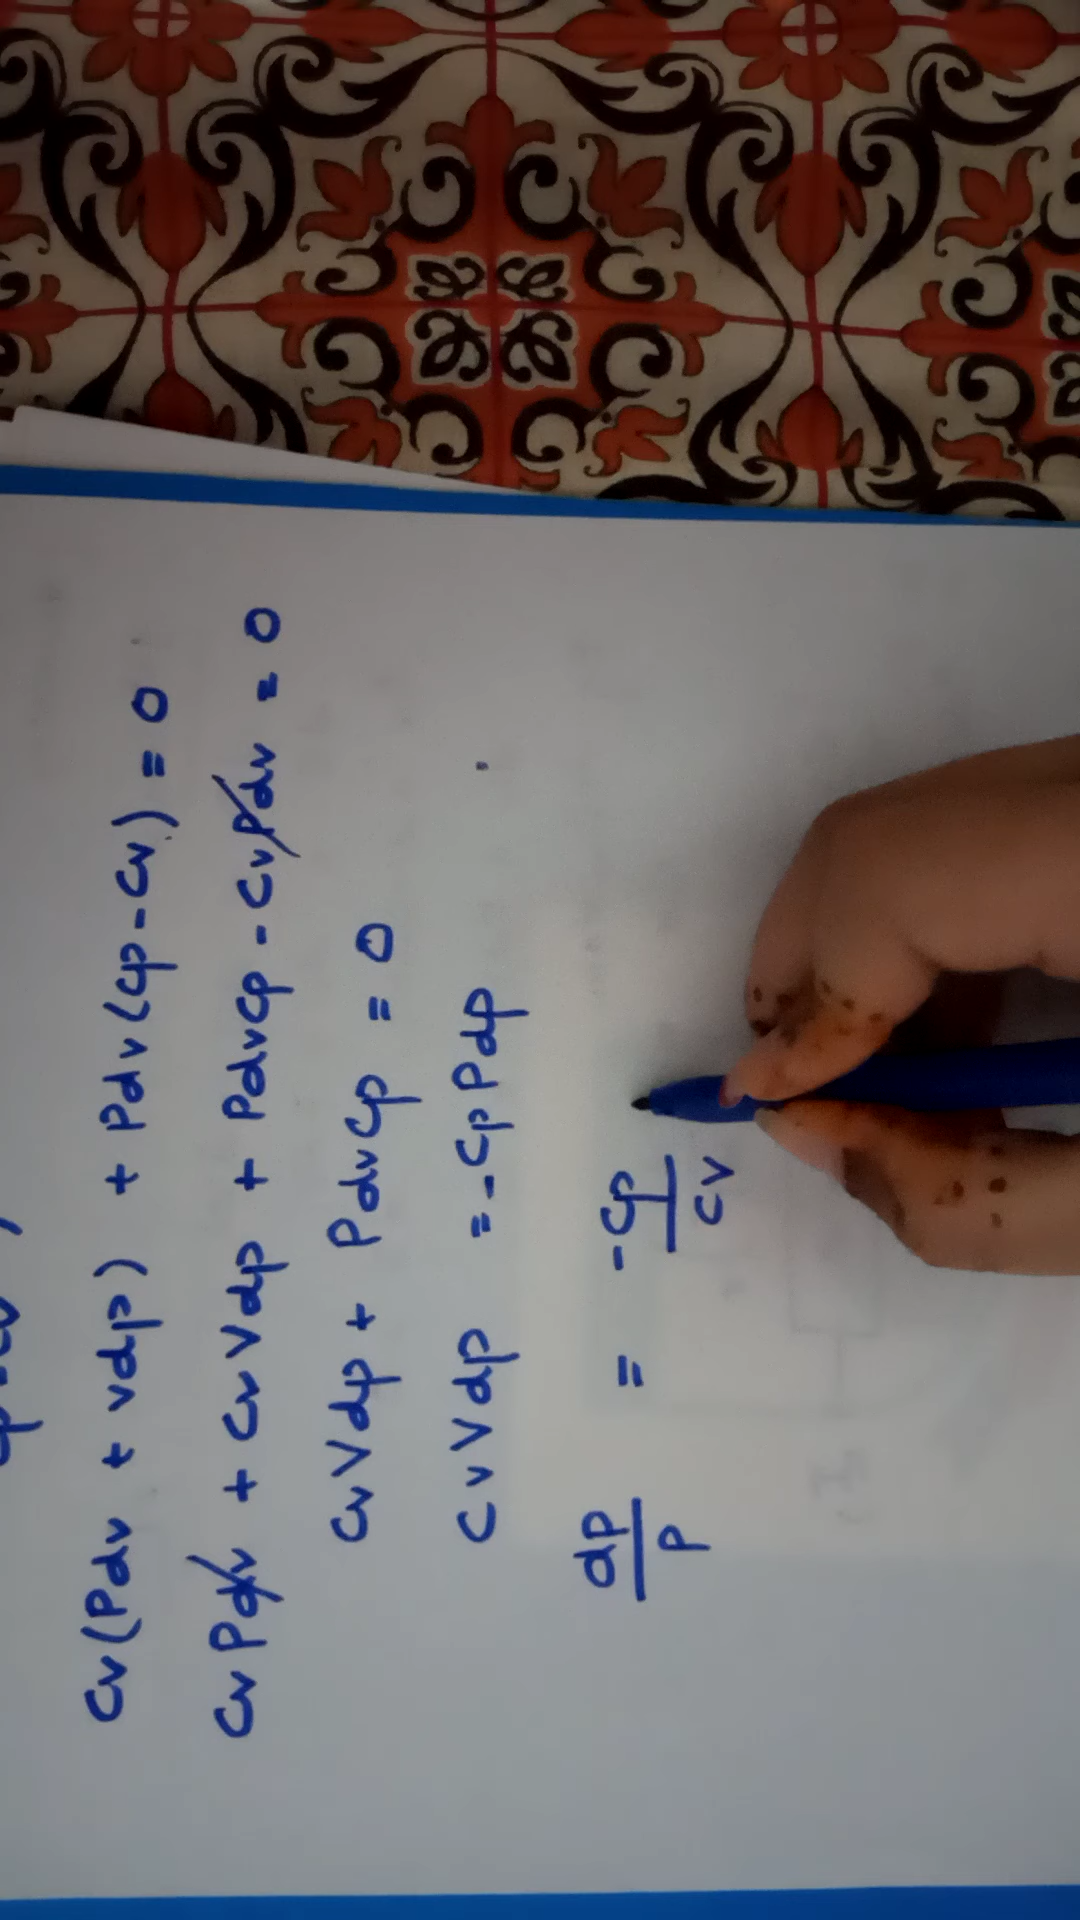 Cv(Pdv + vdp) + Pdv(Cp-Cv) = 0
CvPdv + CvVdp + PdvCp - CvPdv = 0
CvVdp + PdvCp = 0
CvVdp = -CpPdp
dp/P = -Cp/Cv